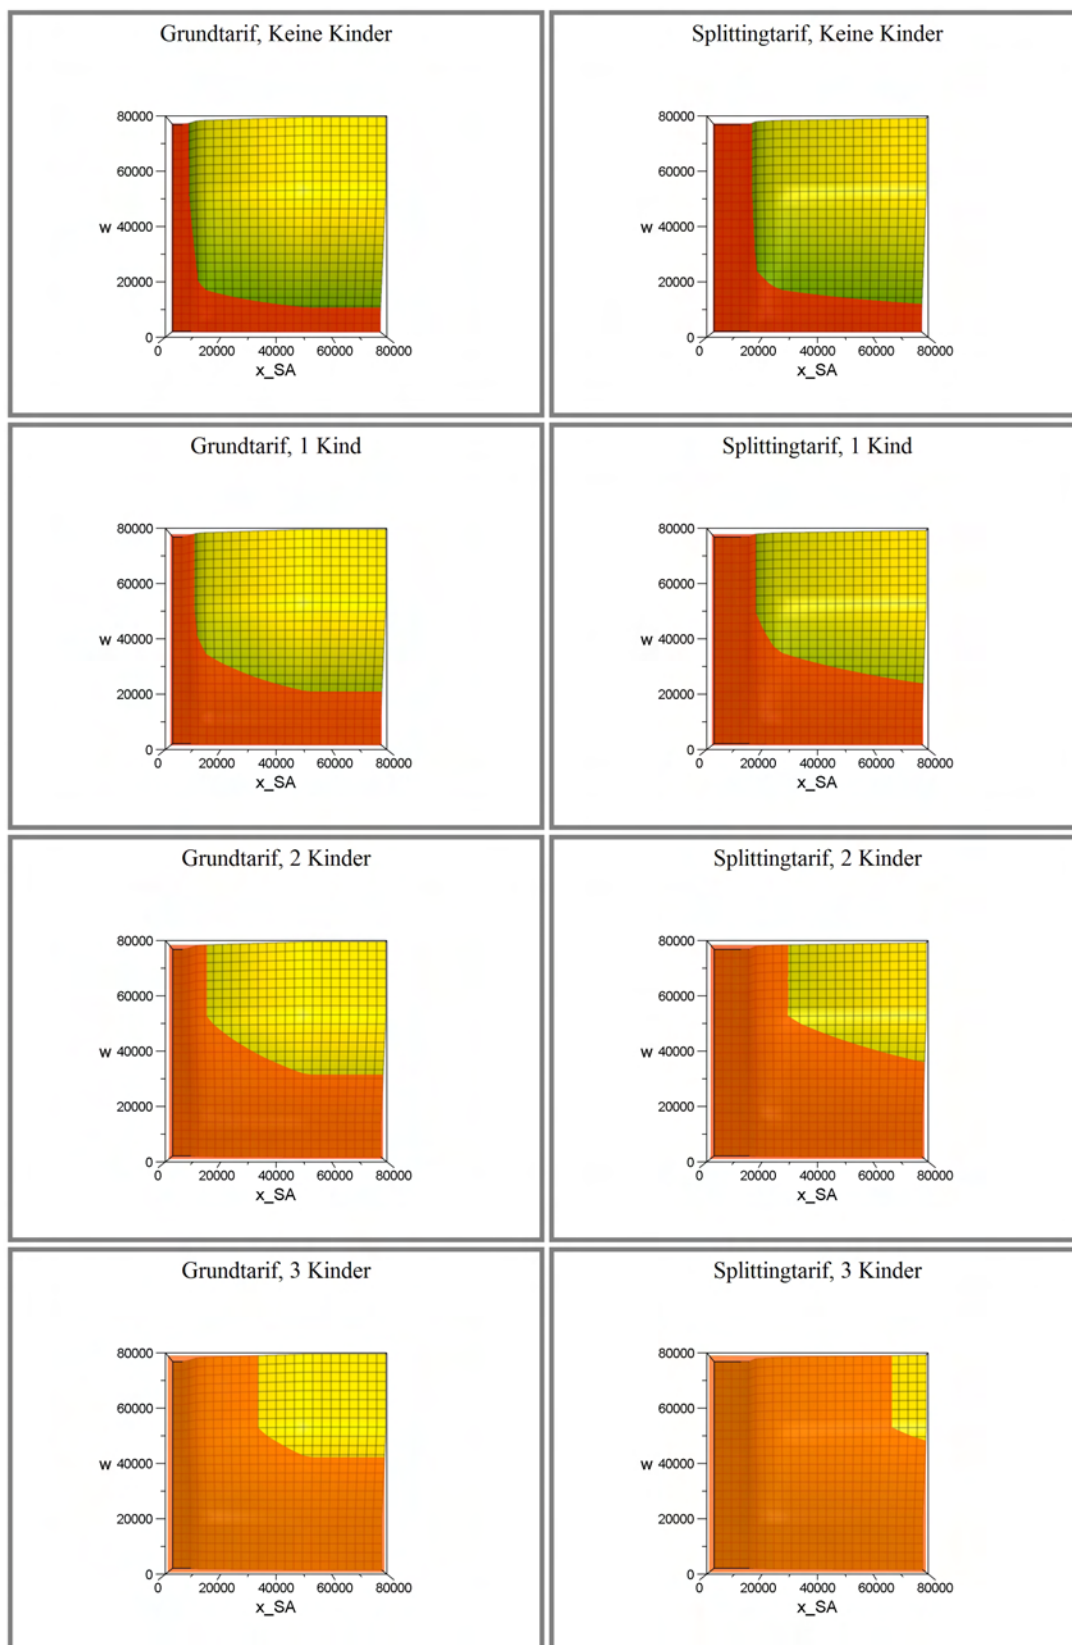 Grundtarif, Keine Kinder
80000
60000
w 40000
20000
0
0 20000 40000 60000 80000
x_SA
Splittingtarif, Keine Kinder
80000
60000
w 40000
20000
0
0 20000 40000 60000 80000
x_SA
Grundtarif, 1 Kind
80000
60000
w 40000
20000
0
0 20000 40000 60000 80000
x_SA
Splittingtarif, 1 Kind
80000
60000
w 40000
20000
0
0 20000 40000 60000 80000
x_SA
Grundtarif, 2 Kinder
80000
60000
w 40000
20000
0
0 20000 40000 60000 80000
x_SA
Splittingtarif, 2 Kinder
80000
60000
w 40000
20000
0
0 20000 40000 60000 80000
x_SA
Grundtarif, 3 Kinder
80000
60000
w 40000
20000
0
0 20000 40000 60000 80000
x_SA
Splittingtarif, 3 Kinder
80000
60000
w 40000
20000
0
0 20000 40000 60000 80000
x_SA